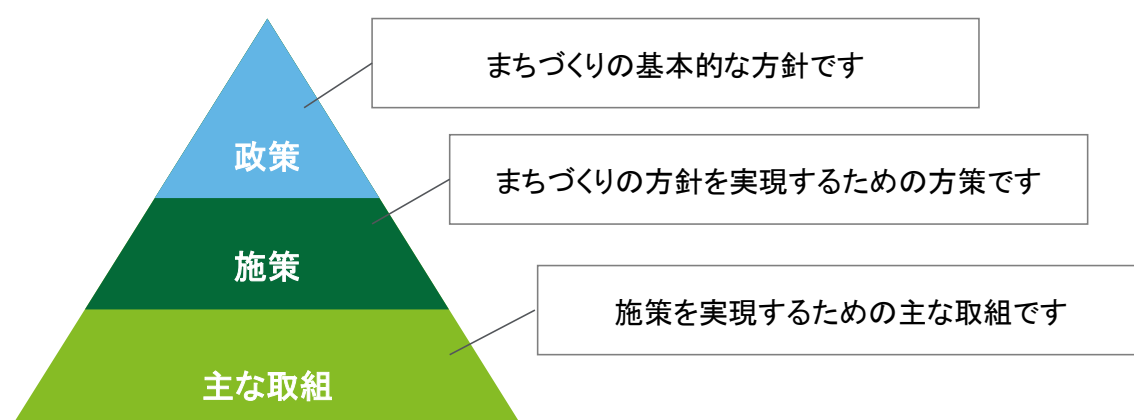 まちづくりの基本的な方針です
政策
まちづくりの方針を実現するための方策です
施策
施策を実現するための主な取組です
主な取組